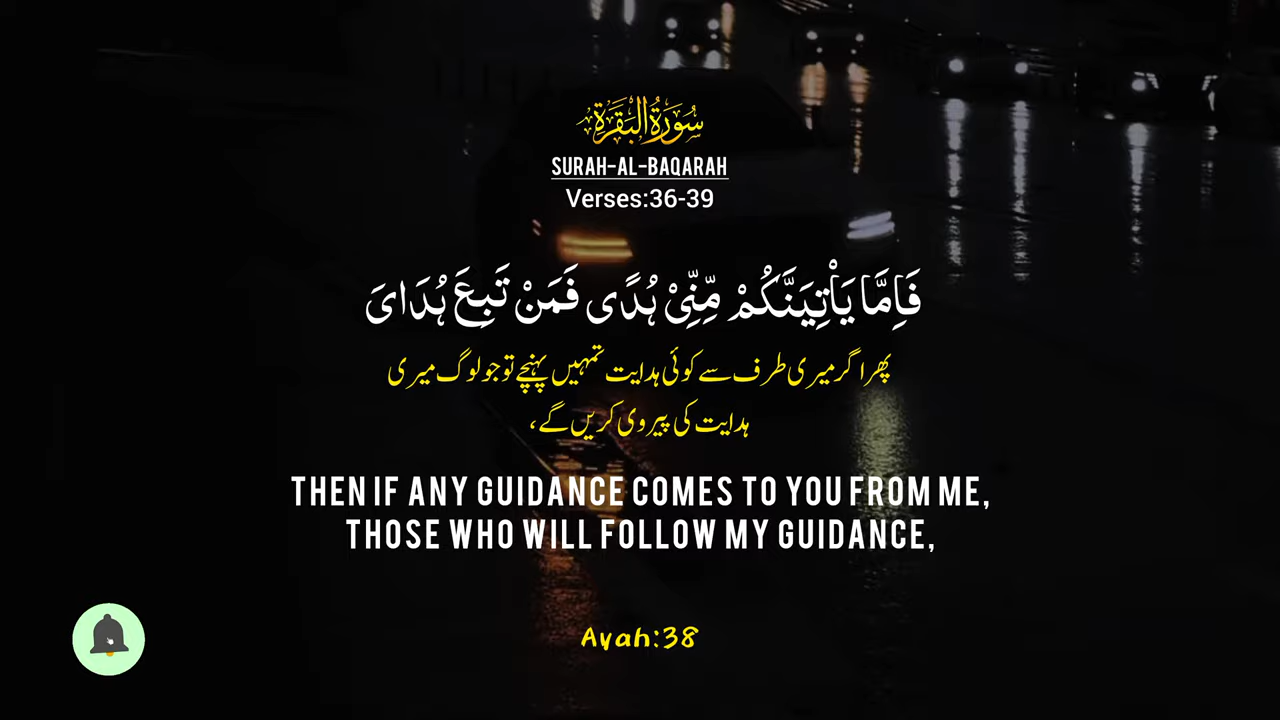 سُوْرَةُ الْبَقَرَةِ
SURAH-AL-BAQARAH
Verses:36-39
فَاِمَّا يَاْتِيَنَّكُمْ مِّنِّىْ هُدًى فَمَنْ تَبِعَ هُدَاىَ
پھر اگر میری طرف سے کوئی ہدایت تمہیں پہنچے تو جو لوگ میری
ہدایت کی پیروی کریں گے،
THEN IF ANY GUIDANCE COMES TO YOU FROM ME,
THOSE WHO WILL FOLLOW MY GUIDANCE,
Ayah:38